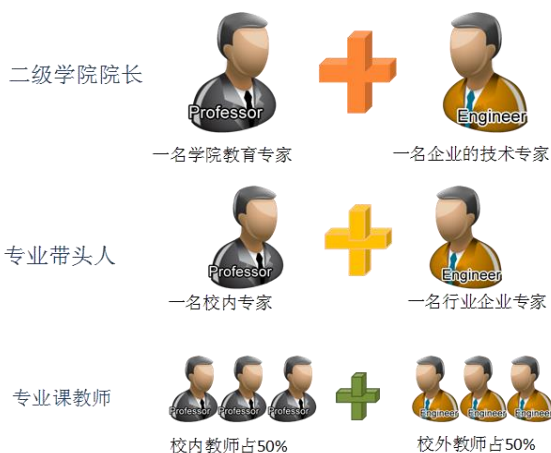 二级学院院长
Professor
Engineer
一名学院教育专家
一名企业的技术专家
专业带头人
Professor
Engineer
一名校内专家
一名行业企业专家
专业课教师
Professor Professor Professor
Engineer Engineer Engineer
校内教师占50%
校外教师占50%